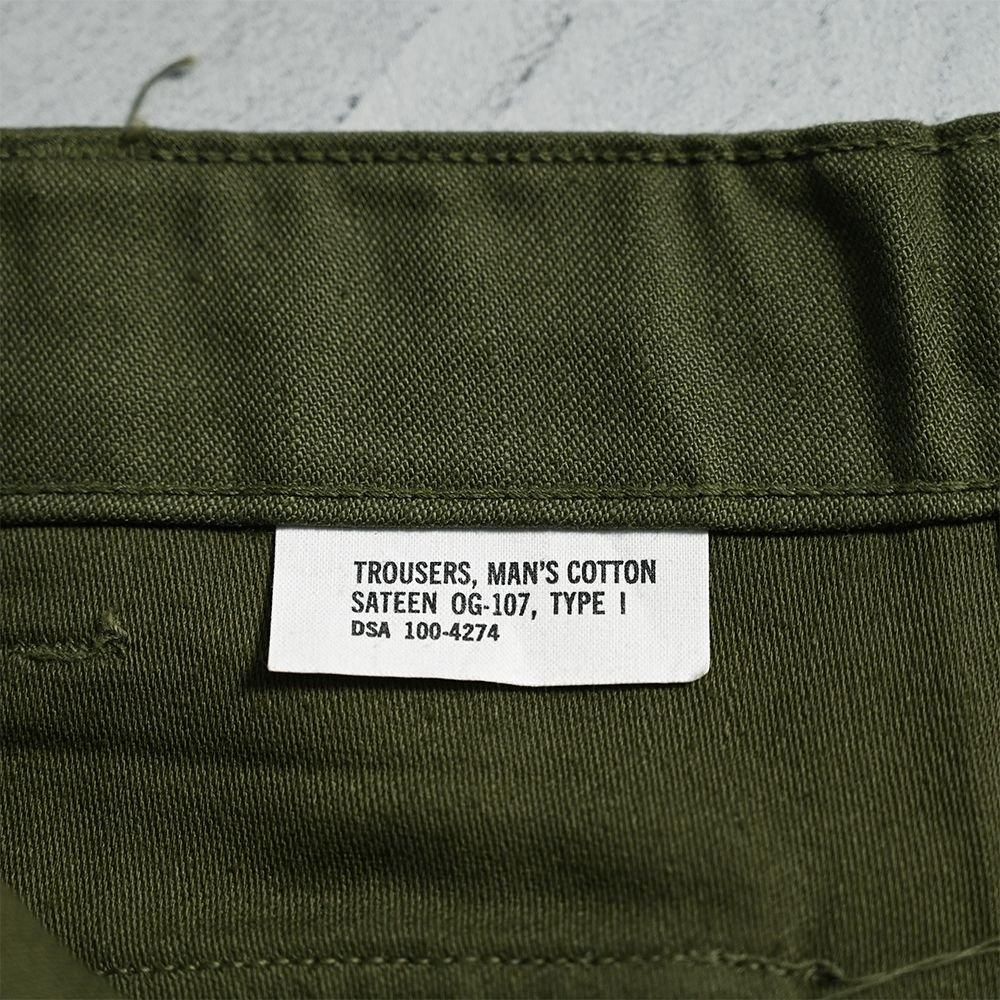 TROUSERS, MAN'S COTTON
SATEEN OG-107, TYPE I
DSA 100-4274